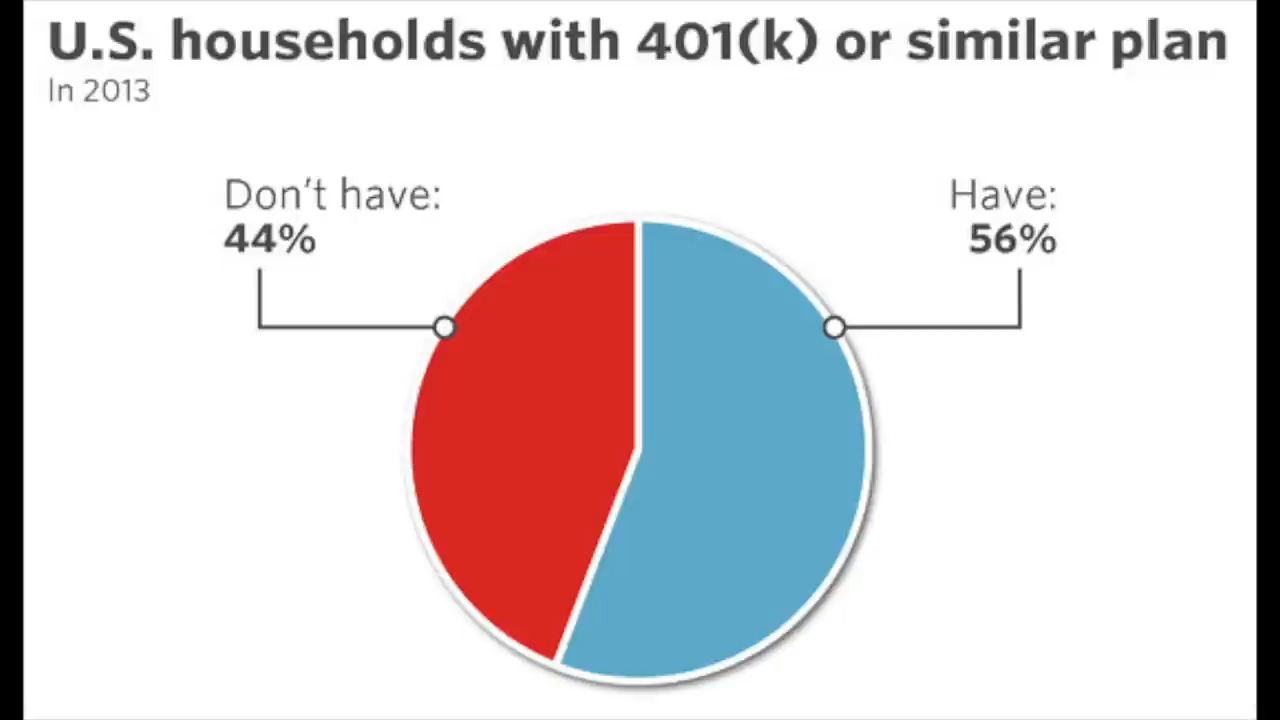 U.S. households with 401(k) or similar plan
In 2013
Don't have:
44%
Have:
56%